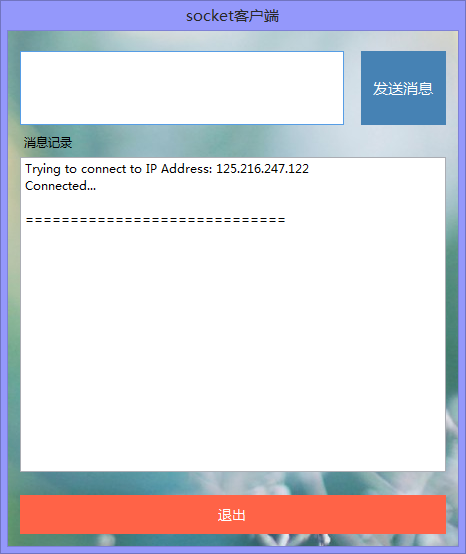 socket客户端
发送消息
消息记录
Trying to connect to IP Address: 125.216.247.122
Connected...
=============================
退出